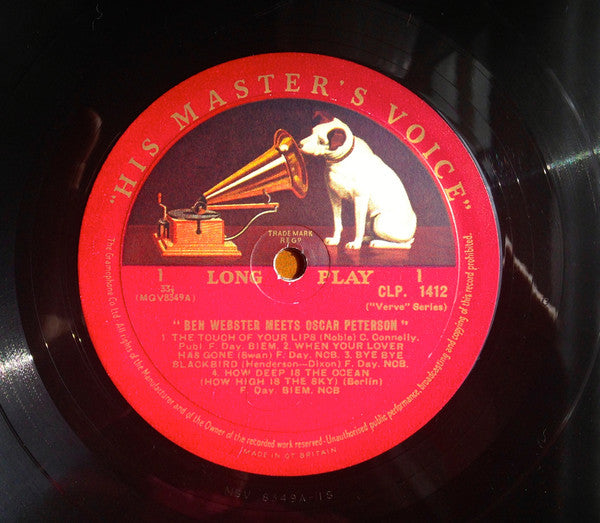 "HIS MASTER'S VOICE"
TRADEMARK
REGD
1 LONG PLAY 1
33⅓
(MGV8349A)
CLP. 1412
("Verve" Series)
"BEN WEBSTER MEETS OSCAR PETERSON"
1 THE TOUCH OF YOUR LIPS (Noble) C. Connelly.
Publ F. Day. BIEM. 2. WHEN YOUR LOVER
HAS GONE (Swan) F. Day. NCB. 3. BYE BYE
BLACKBIRD (Henderson—Dixon) F. Day. NCB.
4. HOW DEEP IS THE OCEAN
(HOW HIGH IS THE SKY) (Berlin)
F. Day. BIEM. NCB
The Gramophone Co Ltd. All rights of the Manufacturer and of the Owner of the recorded work reserved-Unauthorised public performance, broadcasting and copying of this record prohibited.
MADE IN GT BRITAIN
MGV 8349A-1S